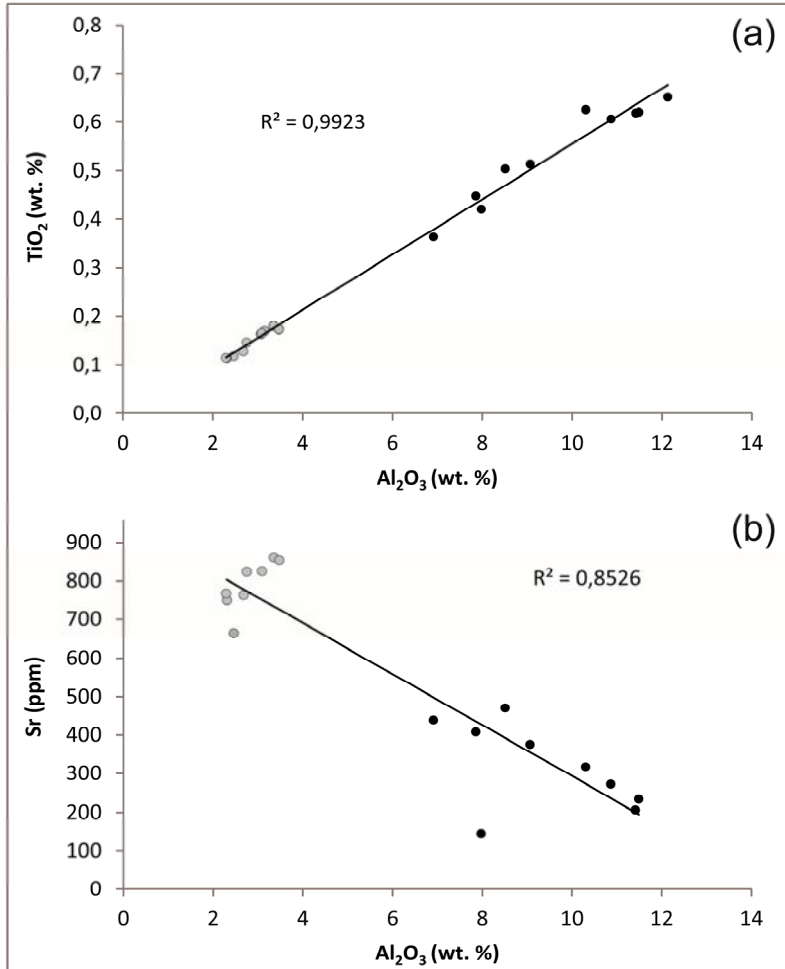 (a)
0,8
0,7
0,6
0,5
0,4
0,3
0,2
0,1
0,0
TiO₂ (wt. %)
R² = 0,9923
0 2 4 6 8 10 12 14
Al₂O₃ (wt. %)
(b)
900
800
700
600
500
400
300
200
100
0
Sr (ppm)
R² = 0,8526
0 2 4 6 8 10 12 14
Al₂O₃ (wt. %)